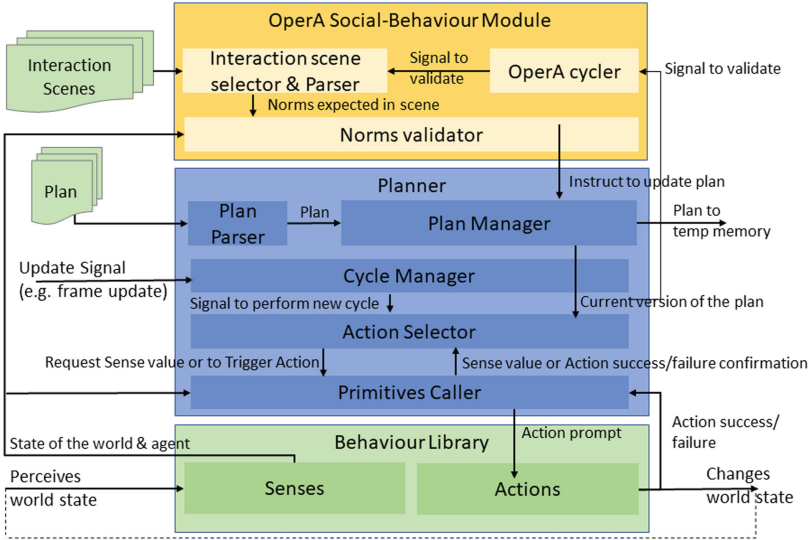 OperA Social-Behaviour Module
Interaction
Scenes
Interaction scene
selector & Parser
Signal to
validate
OperA cycler
Signal to validate
Norms expected in scene
Norms validator
Planner
Instruct to update plan
Plan
Plan
Parser
Plan
Plan Manager
Plan to
temp memory
Update Signal
(e.g. frame update)
Cycle Manager
Signal to perform new cycle
Current version of the plan
Action Selector
Request Sense value or to Trigger Action
Sense value or Action success/failure confirmation
Primitives Caller
Action success/
failure
State of the world & agent
Behaviour Library
Action prompt
Perceives
world state
Senses
Actions
Changes
world state